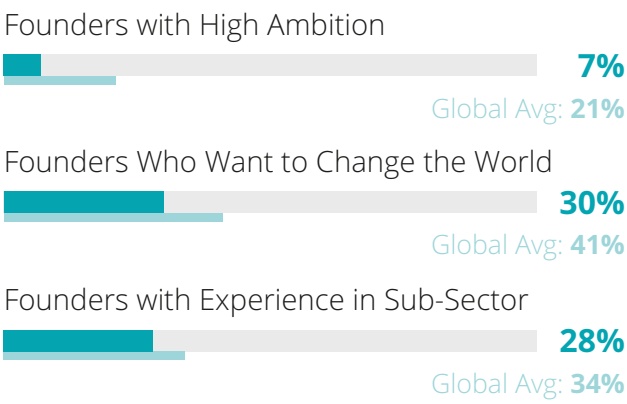 Founders with High Ambition
7%
Global Avg: 21%
Founders Who Want to Change the World
30%
Global Avg: 41%
Founders with Experience in Sub-Sector
28%
Global Avg: 34%